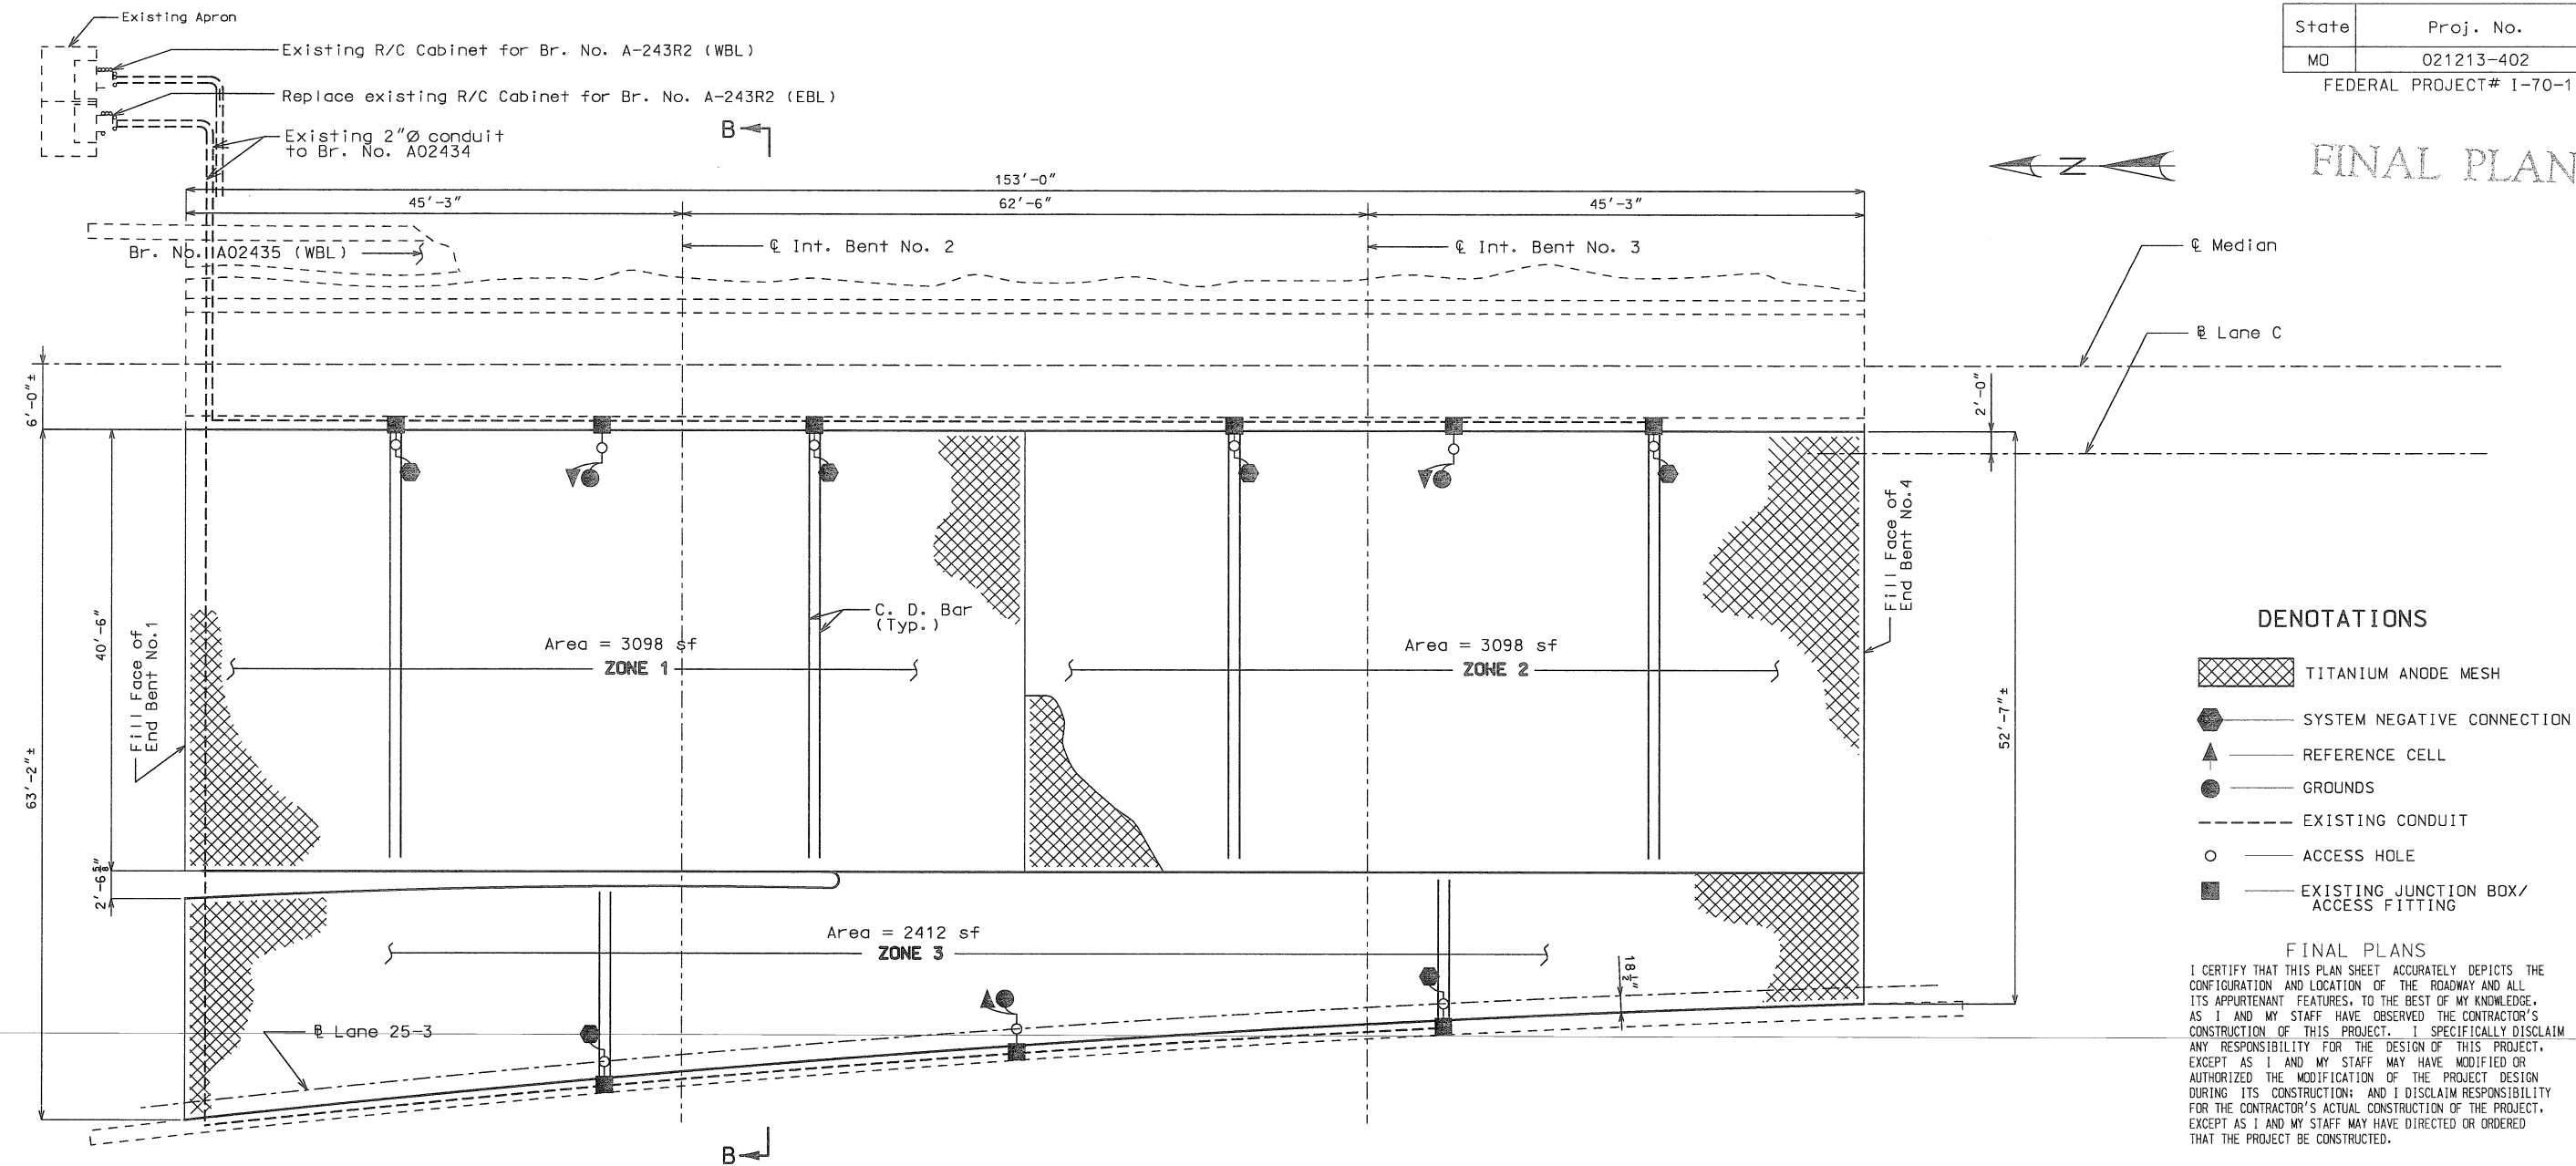 Existing Apron
Existing R/C Cabinet for Br. No. A-243R2 (WBL)
Replace existing R/C Cabinet for Br. No. A-243R2 (EBL)
Existing 2"Ø conduit
to Br. No. A02434
B
State Proj. No.
MO 021213-402
FEDERAL PROJECT# I-70-1
FINAL PLAN
N
153'-0"
45'-3" 62'-6" 45'-3"
Br. No. A02435 (WBL)
℄ Int. Bent No. 2
℄ Int. Bent No. 3
℄ Median
℄ Lane C
6'-0"±
2'-0"
Fill Face of
End Bent No.4
C. D. Bar
(Typ.)
40'-6"
Fill Face of
End Bent No.1
Area = 3098 sf
ZONE 1
Area = 3098 sf
ZONE 2
63'-2"±
52'-7"±
2'-6 5/8"
Area = 2412 sf
ZONE 3
18 1/2"
℄ Lane 25-3
B
DENOTATIONS
TITANIUM ANODE MESH
SYSTEM NEGATIVE CONNECTION
REFERENCE CELL
GROUNDS
EXISTING CONDUIT
ACCESS HOLE
EXISTING JUNCTION BOX/
ACCESS FITTING
FINAL PLANS
I CERTIFY THAT THIS PLAN SHEET ACCURATELY DEPICTS THE
CONFIGURATION AND LOCATION OF THE ROADWAY AND ALL
ITS APPURTENANT FEATURES, TO THE BEST OF MY KNOWLEDGE,
AS I AND MY STAFF HAVE OBSERVED THE CONTRACTOR'S
CONSTRUCTION OF THIS PROJECT. I SPECIFICALLY DISCLAIM
ANY RESPONSIBILITY FOR THE DESIGN OF THIS PROJECT,
EXCEPT AS I AND MY STAFF MAY HAVE MODIFIED OR
AUTHORIZED THE MODIFICATION OF THE PROJECT DESIGN
DURING ITS CONSTRUCTION; AND I DISCLAIM RESPONSIBILITY
FOR THE CONTRACTOR'S ACTUAL CONSTRUCTION OF THE PROJECT,
EXCEPT AS I AND MY STAFF MAY HAVE DIRECTED OR ORDERED
THAT THE PROJECT BE CONSTRUCTED.